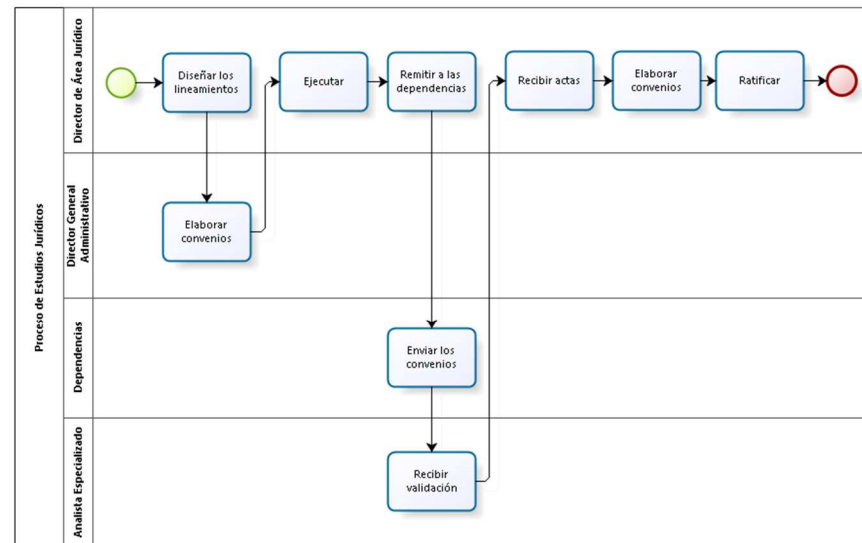 Proceso de Estudios Jurídicos
Director de Área Jurídico
Diseñar los
lineamientos
Ejecutar
Remitir a las
dependencias
Recibir actas
Elaborar
convenios
Ratificar
Director General
Administrativo
Elaborar
convenios
Dependencias
Enviar los
convenios
Analista Especializado
Recibir
validación